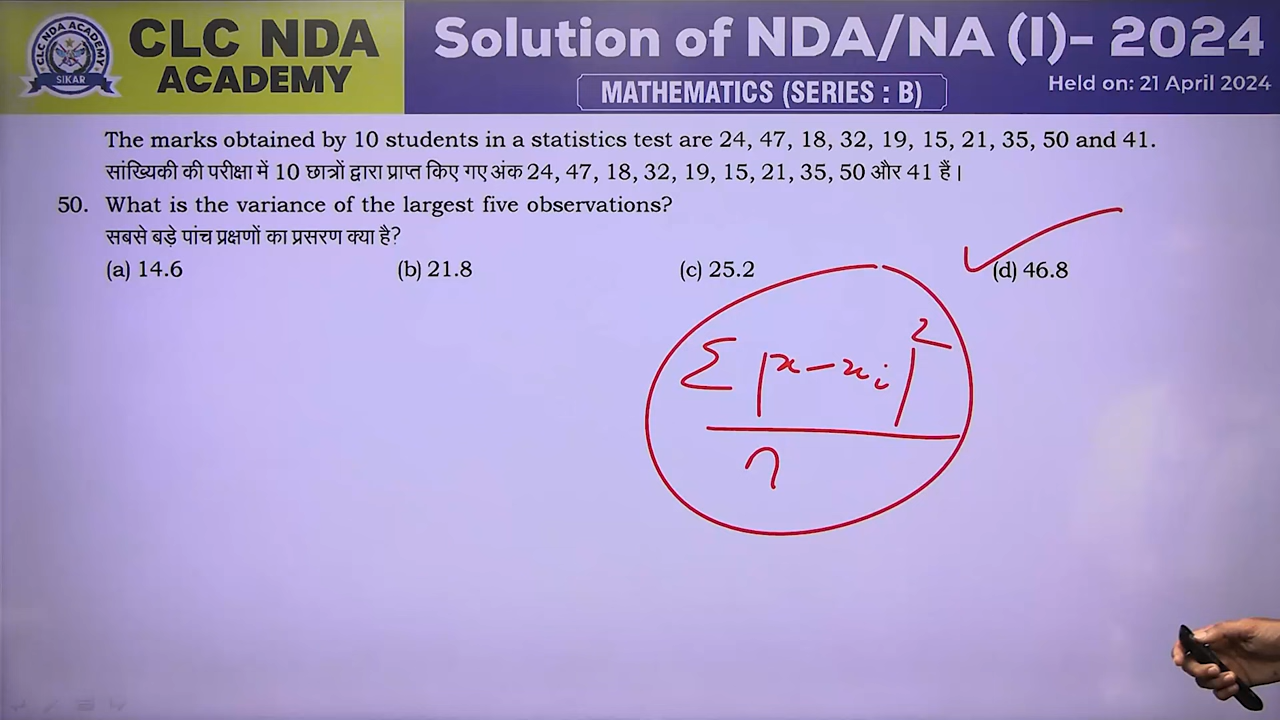 CLC NDA ACADEMY
SIKAR
CLC NDA
ACADEMY
Solution of NDA/NA (I)- 2024
MATHEMATICS (SERIES : B)
Held on: 21 April 2024
The marks obtained by 10 students in a statistics test are 24, 47, 18, 32, 19, 15, 21, 35, 50 and 41.
सांख्यिकी की परीक्षा में 10 छात्रों द्वारा प्राप्त किए गए अंक 24, 47, 18, 32, 19, 15, 21, 35, 50 और 41 हैं।
50. What is the variance of the largest five observations?
सबसे बड़े पांच प्रक्षणों का प्रसरण क्या है?
(a) 14.6 (b) 21.8 (c) 25.2 (d) 46.8
Σ |x-xi|²
n